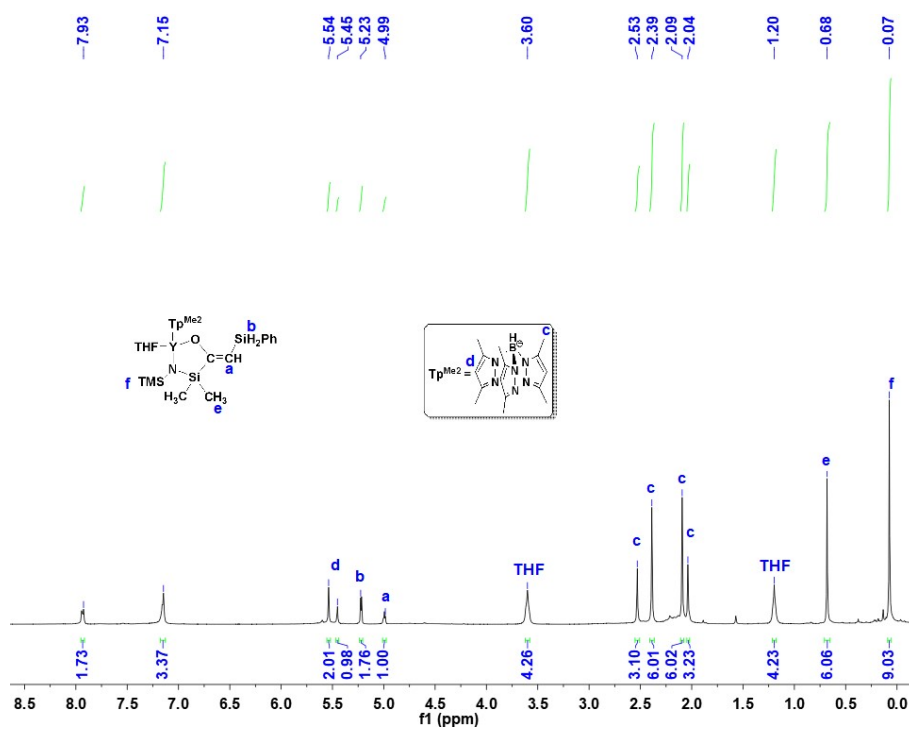 7.93 7.15 5.54 5.45 5.23 4.99 3.60 2.53 2.39 2.09 2.04 1.20 0.68 0.07
Tp^Me2
THF Y O
SiH2Ph
b
CH
a
N Si
f TMS
H3C CH3
e
c
H
B⊖
d
Tp^Me2 =
N N N
N N N
f
e
c
c
c
c
THF
THF
d
b
a
1.73 3.37 2.01 0.98 1.76 1.00 4.26 3.10 6.01 6.02 3.23 4.23 6.06 9.03
8.5 8.0 7.5 7.0 6.5 6.0 5.5 5.0 4.5 4.0 3.5 3.0 2.5 2.0 1.5 1.0 0.5 0.0
f1 (ppm)